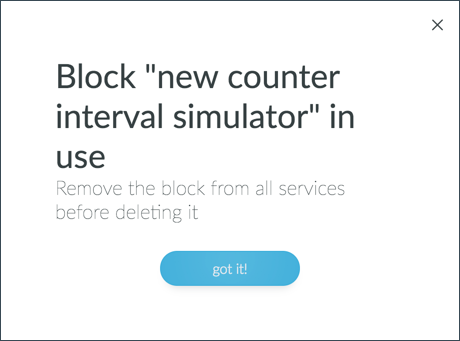 Block "new counter
interval simulator" in
use
Remove the block from all services
before deleting it
got it!